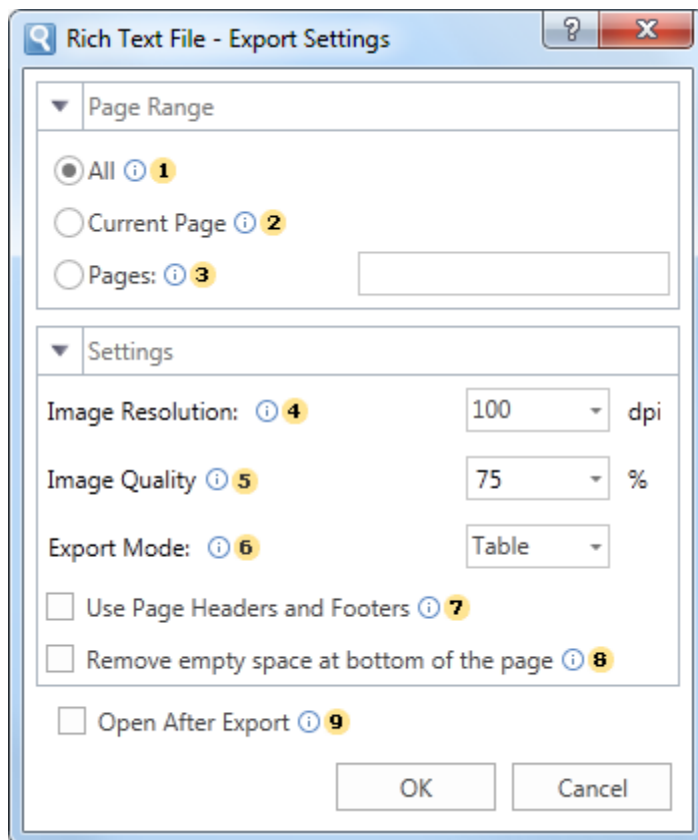 Rich Text File - Export Settings ? X
Page Range
All i 1
Current Page i 2
Pages: i 3
Settings
Image Resolution: i 4 100 dpi
Image Quality i 5 75 %
Export Mode: i 6 Table
Use Page Headers and Footers i 7
Remove empty space at bottom of the page i 8
Open After Export i 9
OK Cancel